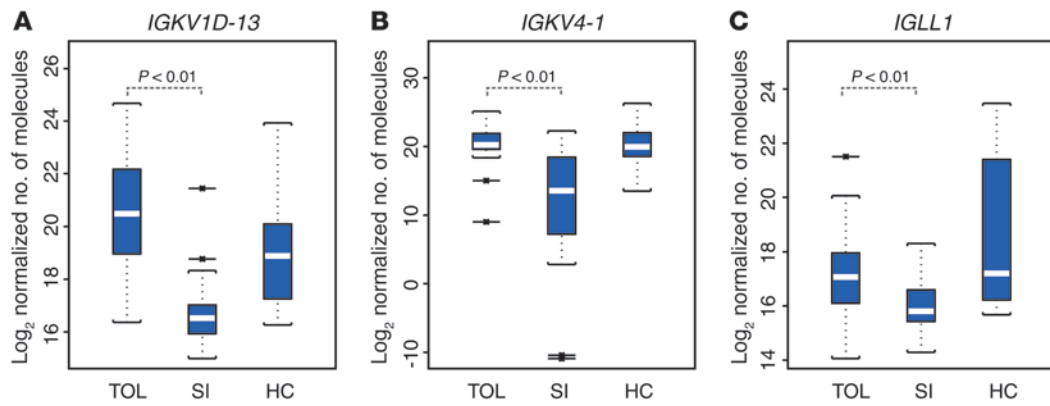 A IGKV1D-13
Log2 normalized no. of molecules
26
24
22
20
18
16
P < 0.01
TOL SI HC
B IGKV4-1
Log2 normalized no. of molecules
30
20
10
0
-10
P < 0.01
TOL SI HC
C IGLL1
Log2 normalized no. of molecules
24
22
20
18
16
14
P < 0.01
TOL SI HC